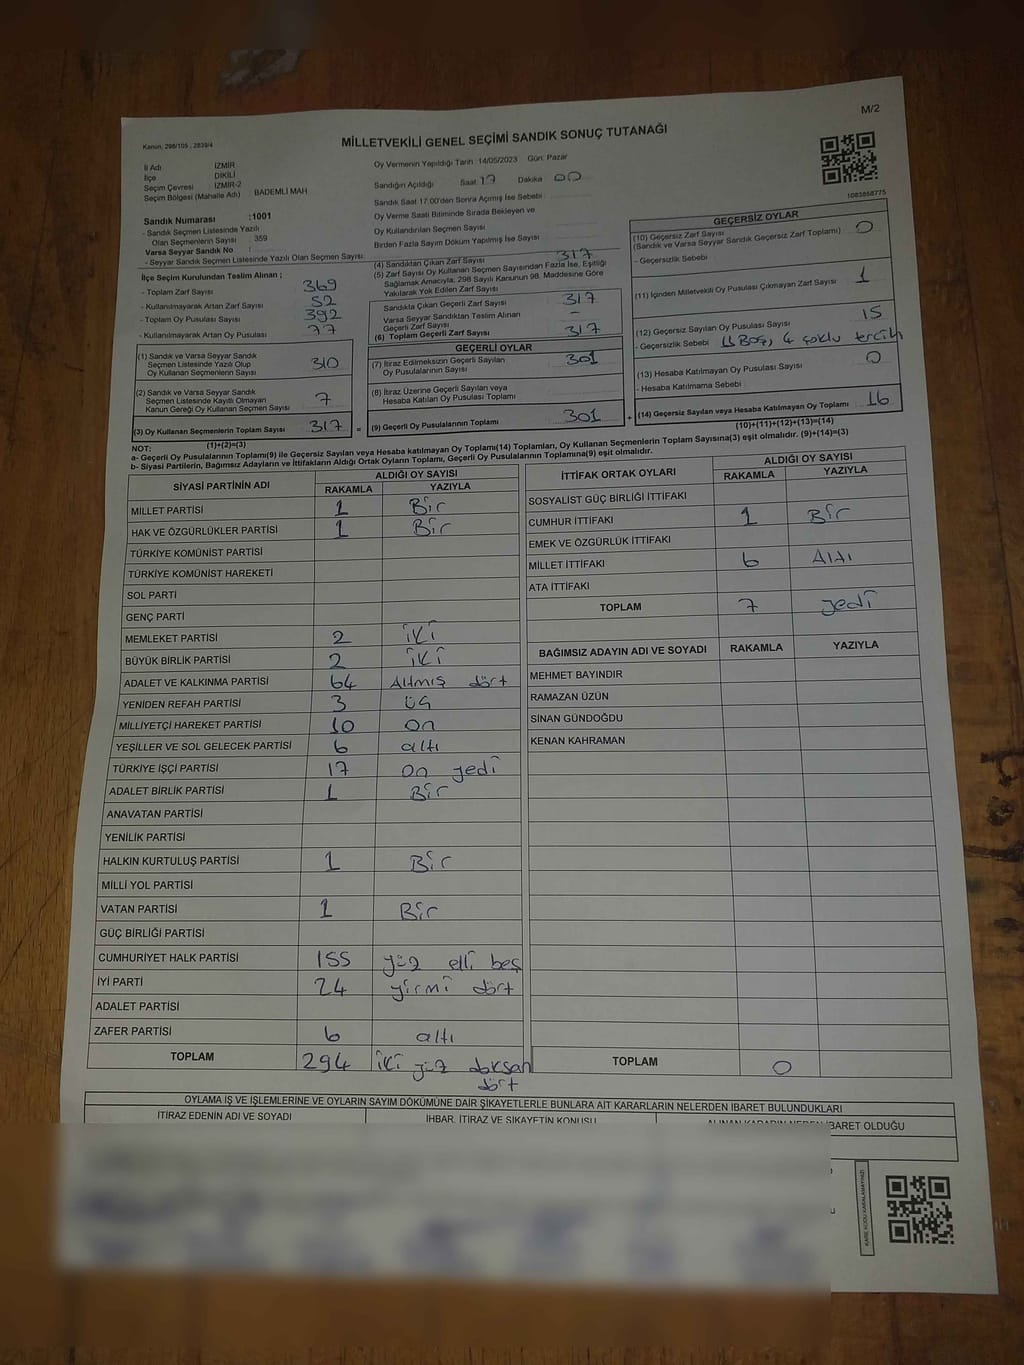 M/2
Kanun, 298/105 , 2839/4
MİLLETVEKİLİ GENEL SEÇİMİ SANDIK SONUÇ TUTANAĞI
İl Adı İZMİR
İlçe DİKİLİ
Seçim Çevresi İZMİR-2
Seçim Bölgesi (Mahalle Adı) BADEMLİ MAH
Sandık Numarası :1001
- Sandık Seçmen Listesinde Yazılı
Olan Seçmenlerin Sayısı 359
Varsa Seyyar Sandık No :
- Seyyar Sandık Seçmen Listesinde Yazılı Olan Seçmen Sayısı
Oy Vermenin Yapıldığı Tarih :14/05/2023 Gün: Pazar
Sandığın Açıldığı Saat 17 Dakika 00
Sandık Saat 17.00'den Sonra Açımış İse Sebebi :
Oy Verme Saati Bitiminde Sırada Bekleyen ve
Oy Kullandırılan Seçmen Sayısı
Birden Fazla Sayım Döküm Yapılmış İse Sayısı
1083858775
İlçe Seçim Kurulundan Teslim Alınan ;
- Toplam Zarf Sayısı 369
- Kullanılmayarak Artan Zarf Sayısı 52
- Toplam Oy Pusulası Sayısı 392
- Kullanılmayarak Artan Oy Pusulası 77
(1) Sandık ve Varsa Seyyar Sandık
Seçmen Listesinde Yazılı Olup
Oy Kullanan Seçmenlerin Sayısı 310
(2) Sandık ve Varsa Seyyar Sandık
Seçmen Listesinde Kayıtlı Olmayan
Kanun Gereği Oy Kullanan Seçmen Sayısı 7
(3) Oy Kullanan Seçmenlerin Toplam Sayısı 317 =
(1)+(2)=(3)
(4) Sandıktan Çıkan Zarf Sayısı 317
(5) Zarf Sayısı Oy Kullanan Seçmen Sayısından Fazla İse, Eşitliği
Sağlamak Amacıyla, 298 Sayılı Kanunun 98. Maddesine Göre
Yakılarak Yok Edilen Zarf Sayısı
Sandıkta Çıkan Geçerli Zarf Sayısı 317
Varsa Seyyar Sandıktan Teslim Alınan
Geçerli Zarf Sayısı -
(6) Toplam Geçerli Zarf Sayısı 317
GEÇERLİ OYLAR
(7) İtiraz Edilmeksizin Geçerli Sayılan
Oy Pusulalarının Sayısı 301
(8) İtiraz Üzerine Geçerli Sayılan veya
Hesaba Katılan Oy Pusulası Toplamı
(9) Geçerli Oy Pusulalarının Toplamı 301 +
GEÇERSİZ OYLAR
(10) Geçersiz Zarf Sayısı 0
(Sandık ve Varsa Seyyar Sandık Geçersiz Zarf Toplamı)
- Geçersizlik Sebebi
(11) İçinden Milletvekili Oy Pusulası Çıkmayan Zarf Sayısı 1
(12) Geçersiz Sayılan Oy Pusulası Sayısı 15
- Geçersizlik Sebebi 11 Boş, 4 çoklu tercih
(13) Hesaba Katılmayan Oy Pusulası Sayısı 0
- Hesaba Katılmama Sebebi
(14) Geçersiz Sayılan veya Hesaba Katılmayan Oy Toplamı 16
(10)+(11)+(12)+(13)=(14)
NOT:
a- Geçerli Oy Pusulalarının Toplamı(9) ile Geçersiz Sayılan veya Hesaba katılmayan Oy Toplamı(14) Toplamları, Oy Kullanan Seçmenlerin Toplam Sayısına(3) eşit olmalıdır. (9)+(14)=(3)
b- Siyasi Partilerin, Bağımsız Adayların ve İttifakların Aldığı Ortak Oyların Toplamı, Geçerli Oy Pusulalarının Toplamına(9) eşit olmalıdır.
SİYASİ PARTİNİN ADI ALDIĞI OY SAYISI
RAKAMLA YAZIYLA
MİLLET PARTİSİ 1 Bir
HAK VE ÖZGÜRLÜKLER PARTİSİ 1 Bir
TÜRKİYE KOMÜNİST PARTİSİ
TÜRKİYE KOMÜNİST HAREKETİ
SOL PARTİ
GENÇ PARTİ
MEMLEKET PARTİSİ 2 iki
BÜYÜK BİRLİK PARTİSİ 2 iki
ADALET VE KALKINMA PARTİSİ 64 Altmış dört
YENİDEN REFAH PARTİSİ 3 üç
MİLLİYETÇİ HAREKET PARTİSİ 10 on
YEŞİLLER VE SOL GELECEK PARTİSİ 6 altı
TÜRKİYE İŞÇİ PARTİSİ 17 on yedi
ADALET BİRLİK PARTİSİ 1 Bir
ANAVATAN PARTİSİ
YENİLİK PARTİSİ
HALKIN KURTULUŞ PARTİSİ 1 Bir
MİLLİ YOL PARTİSİ
VATAN PARTİSİ 1 Bir
GÜÇ BİRLİĞİ PARTİSİ
CUMHURİYET HALK PARTİSİ 155 yüz elli beş
İYİ PARTİ 24 yirmi dört
ADALET PARTİSİ
ZAFER PARTİSİ 6 altı
TOPLAM 294 iki yüz doksan
dört
İTTİFAK ORTAK OYLARI ALDIĞI OY SAYISI
RAKAMLA YAZIYLA
SOSYALİST GÜÇ BİRLİĞİ İTTİFAKI
CUMHUR İTTİFAKI 1 Bir
EMEK VE ÖZGÜRLÜK İTTİFAKI
MİLLET İTTİFAKI 6 Altı
ATA İTTİFAKI
TOPLAM 7 yedi
BAĞIMSIZ ADAYIN ADI VE SOYADI RAKAMLA YAZIYLA
MEHMET BAYINDIR
RAMAZAN ÜZÜN
SİNAN GÜNDOĞDU
KENAN KAHRAMAN
TOPLAM 0
OYLAMA İŞ VE İŞLEMLERİNE VE OYLARIN SAYIM DÖKÜMÜNE DAİR ŞİKAYETLERLE BUNLARA AİT KARARLARIN NELERDEN İBARET BULUNDUKLARI
İTİRAZ EDENİN ADI VE SOYADI İHBAR, İTİRAZ VE ŞİKAYETİN KONUSU ALINAN KARARIN NEDEN İBARET OLDUĞU
KARE KODU KARALAMAYINIZ!